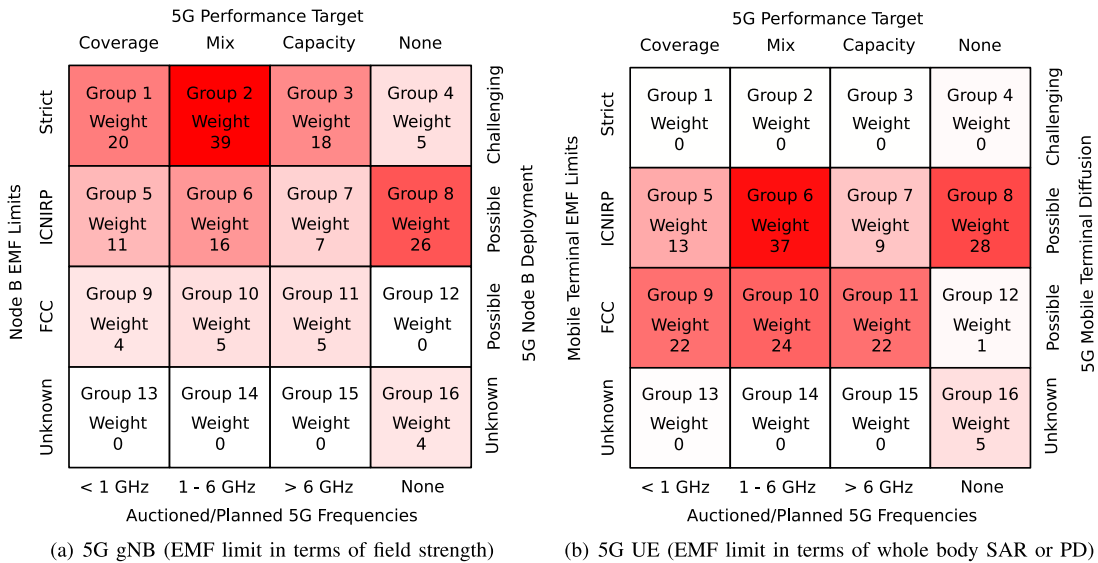 5G Performance Target
Coverage Mix Capacity None
Node B EMF Limits
Strict
Group 1 Group 2 Group 3 Group 4
Weight Weight Weight Weight
20 39 18 5
Challenging
ICNIRP
Group 5 Group 6 Group 7 Group 8
Weight Weight Weight Weight
11 16 7 26
Possible
FCC
Group 9 Group 10 Group 11 Group 12
Weight Weight Weight Weight
4 5 5 0
Possible
Unknown
Group 13 Group 14 Group 15 Group 16
Weight Weight Weight Weight
0 0 0 4
Unknown
5G Node B Deployment
< 1 GHz 1 - 6 GHz > 6 GHz None
Auctioned/Planned 5G Frequencies
(a) 5G gNB (EMF limit in terms of field strength)
5G Performance Target
Coverage Mix Capacity None
Mobile Terminal EMF Limits
Strict
Group 1 Group 2 Group 3 Group 4
Weight Weight Weight Weight
0 0 0 0
Challenging
ICNIRP
Group 5 Group 6 Group 7 Group 8
Weight Weight Weight Weight
13 37 9 28
Possible
FCC
Group 9 Group 10 Group 11 Group 12
Weight Weight Weight Weight
22 24 22 1
Possible
Unknown
Group 13 Group 14 Group 15 Group 16
Weight Weight Weight Weight
0 0 0 5
Unknown
5G Mobile Terminal Diffusion
< 1 GHz 1 - 6 GHz > 6 GHz None
Auctioned/Planned 5G Frequencies
(b) 5G UE (EMF limit in terms of whole body SAR or PD)